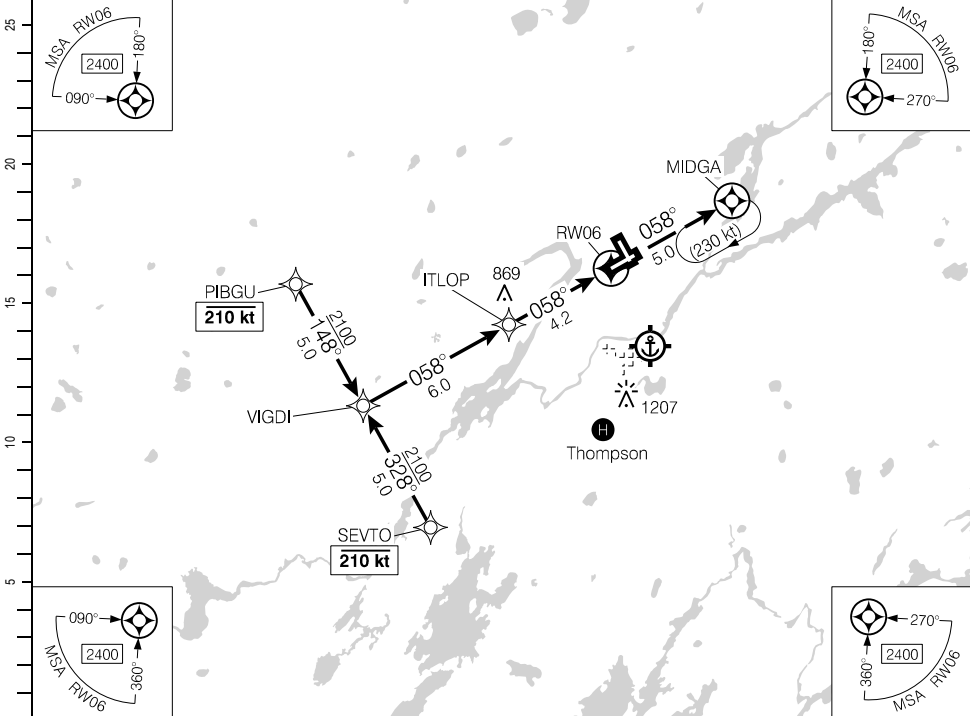 25
20
15
10
5
MSA RW06
180°
2400
090°
MSA RW06
180°
2400
270°
MIDGA
058°
5.0
(230 kt)
RW06
869
ITLOP
058°
4.2
PIBGU
210 kt
2100
148°
5.0
058°
6.0
VIGDI
1207
H
Thompson
2100
328°
5.0
SEVTO
210 kt
090°
2400
360°
MSA RW06
270°
2400
360°
MSA RW06